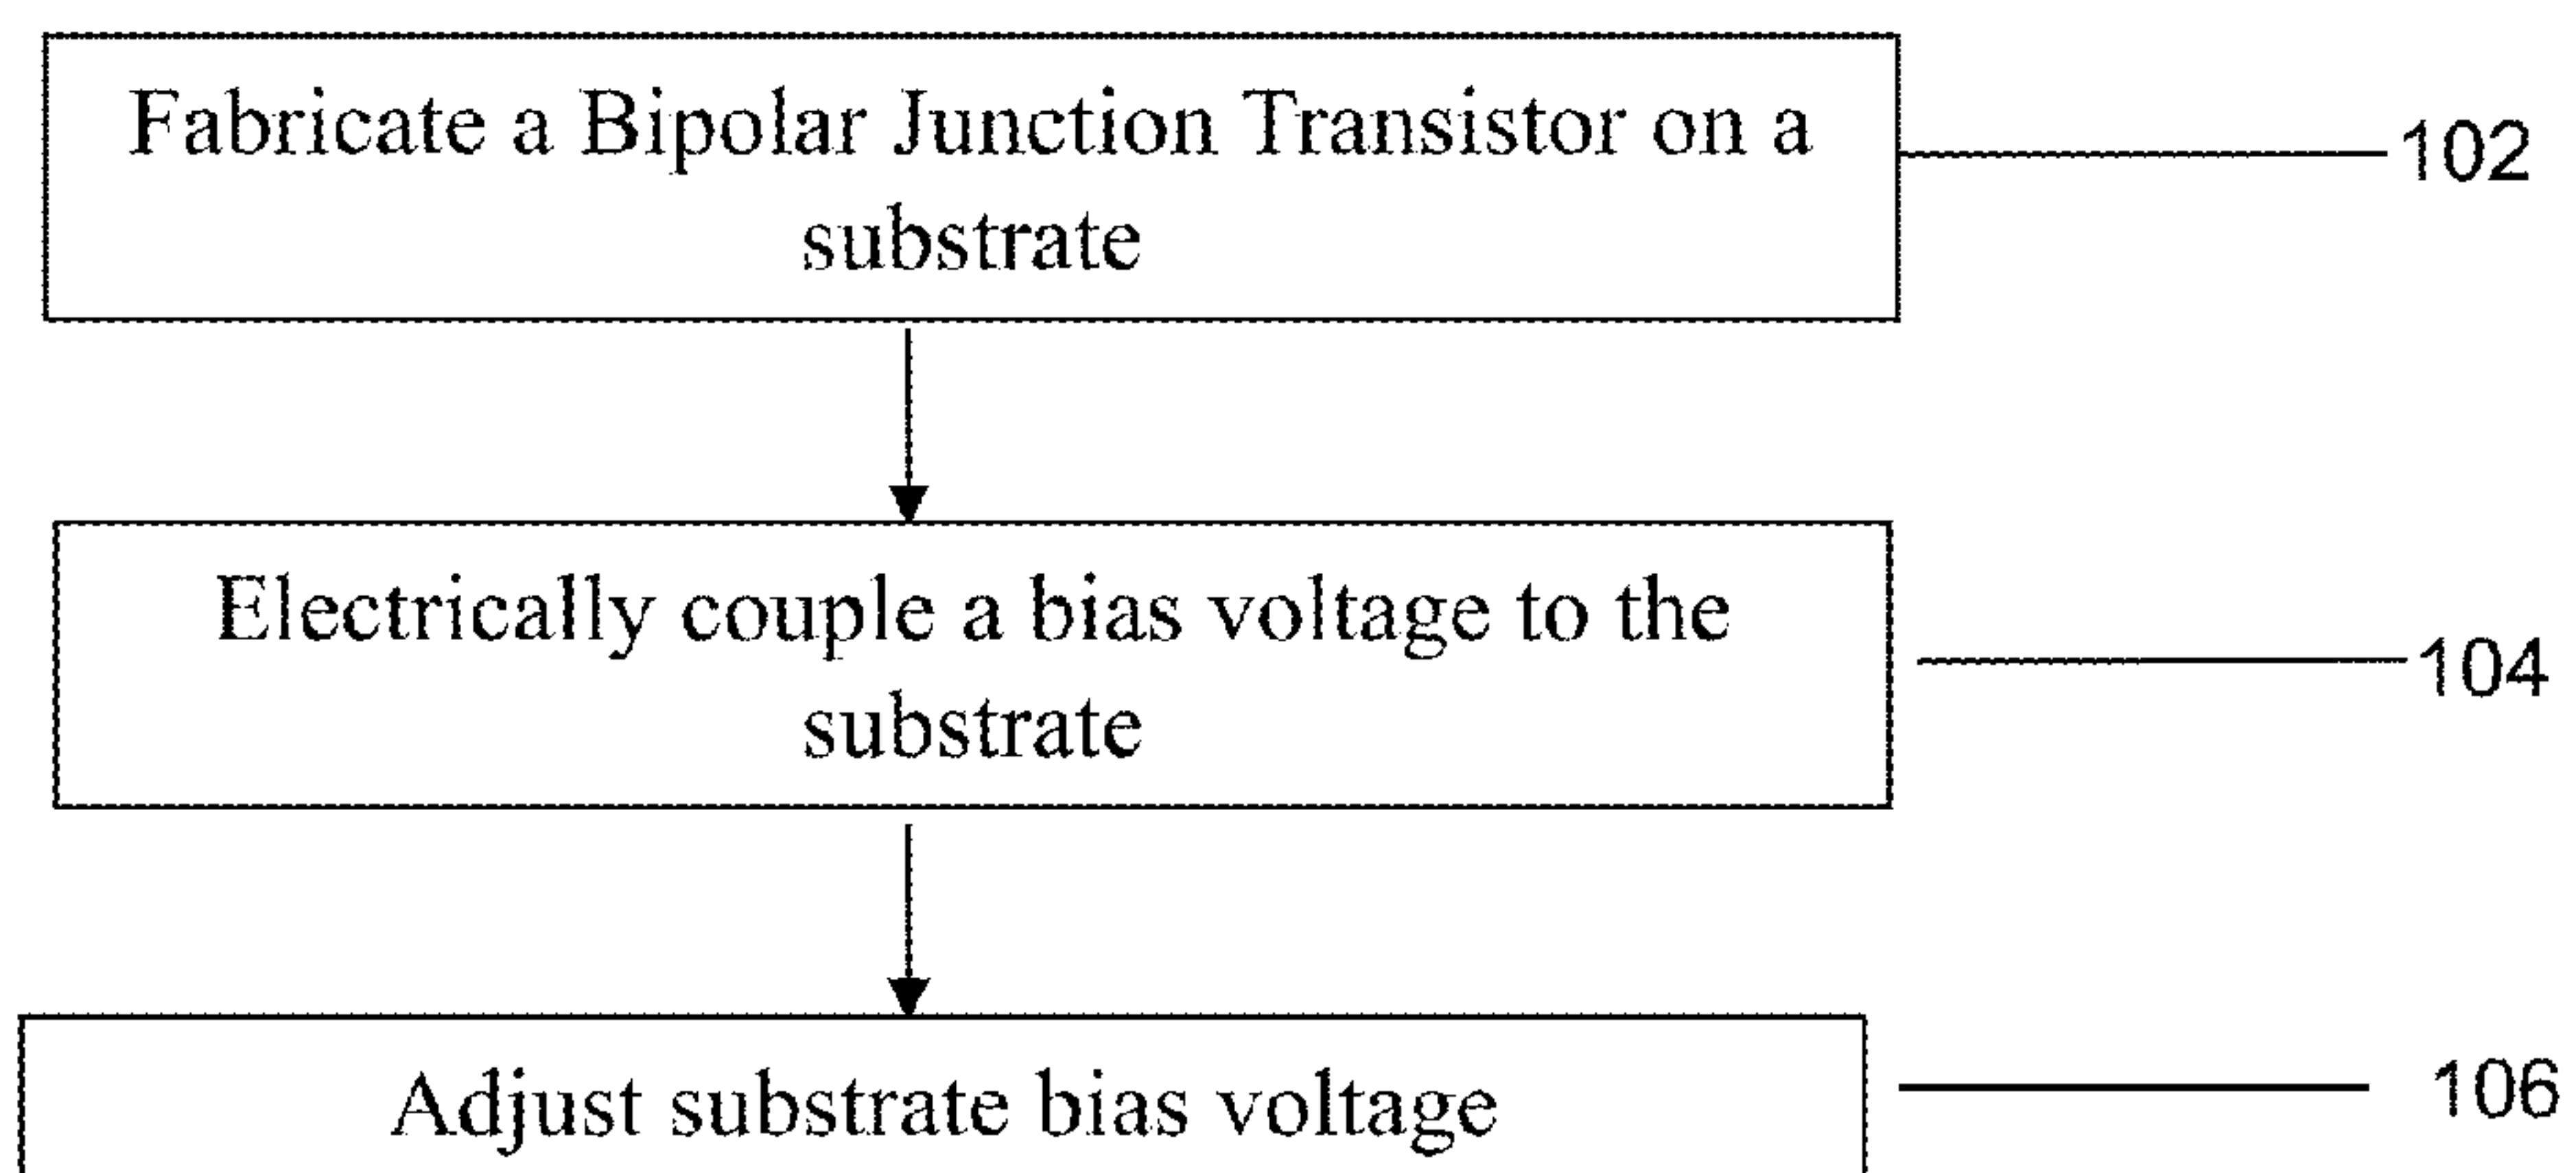 Fabricate a Bipolar Junction Transistor on a
substrate
102
Electrically couple a bias voltage to the
substrate
104
Adjust substrate bias voltage
106